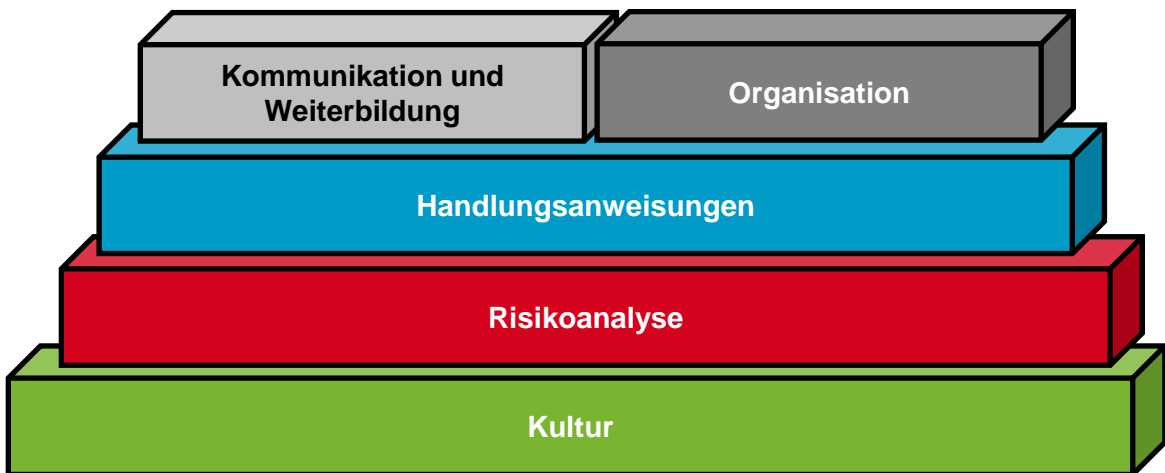 Kommunikation und
Weiterbildung
Organisation
Handlungsanweisungen
Risikoanalyse
Kultur